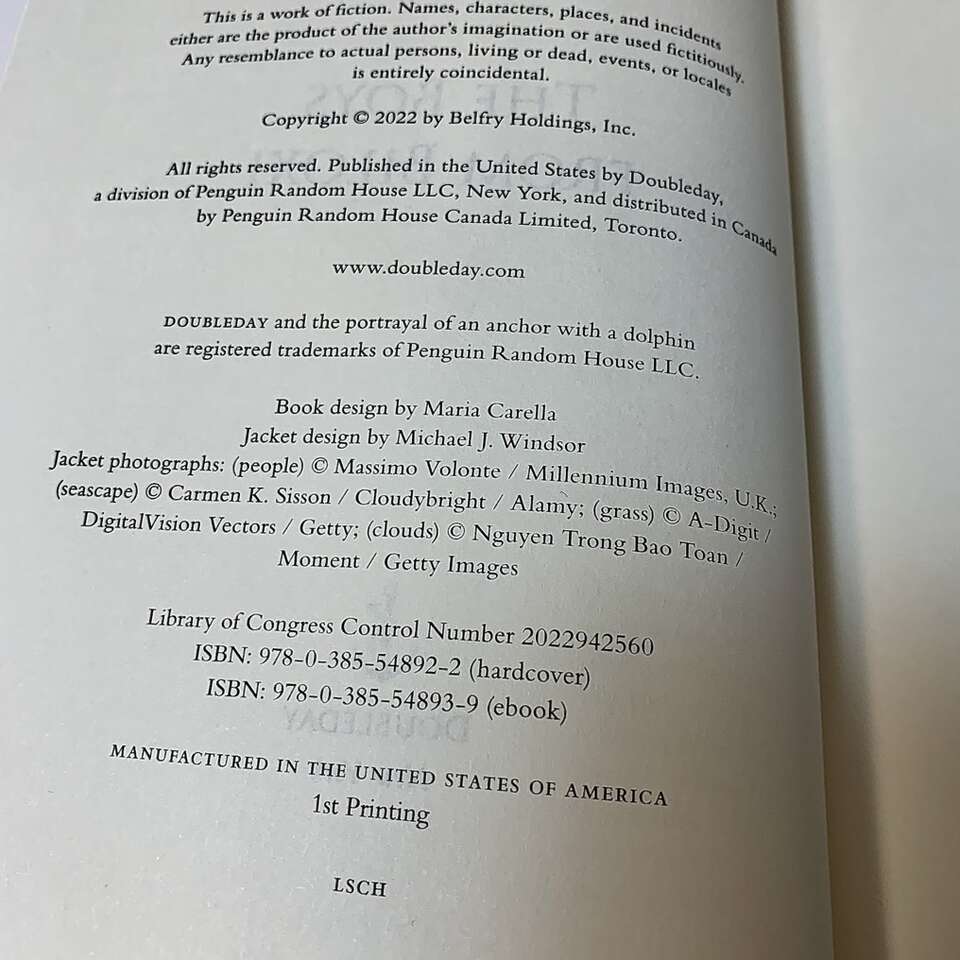 This is a work of fiction. Names, characters, places, and incidents
either are the product of the author's imagination or are used fictitiously.
Any resemblance to actual persons, living or dead, events, or locales
is entirely coincidental.
Copyright © 2022 by Belfry Holdings, Inc.
All rights reserved. Published in the United States by Doubleday,
a division of Penguin Random House LLC, New York, and distributed in Canada
by Penguin Random House Canada Limited, Toronto.
www.doubleday.com
DOUBLEDAY and the portrayal of an anchor with a dolphin
are registered trademarks of Penguin Random House LLC.
Book design by Maria Carella
Jacket design by Michael J. Windsor
Jacket photographs: (people) © Massimo Volonte / Millennium Images, U.K.;
(seascape) © Carmen K. Sisson / Cloudybright / Alamy; (grass) © A-Digit /
DigitalVision Vectors / Getty; (clouds) © Nguyen Trong Bao Toan /
Moment / Getty Images
Library of Congress Control Number 2022942560
ISBN: 978-0-385-54892-2 (hardcover)
ISBN: 978-0-385-54893-9 (ebook)
MANUFACTURED IN THE UNITED STATES OF AMERICA
1st Printing
LSCH